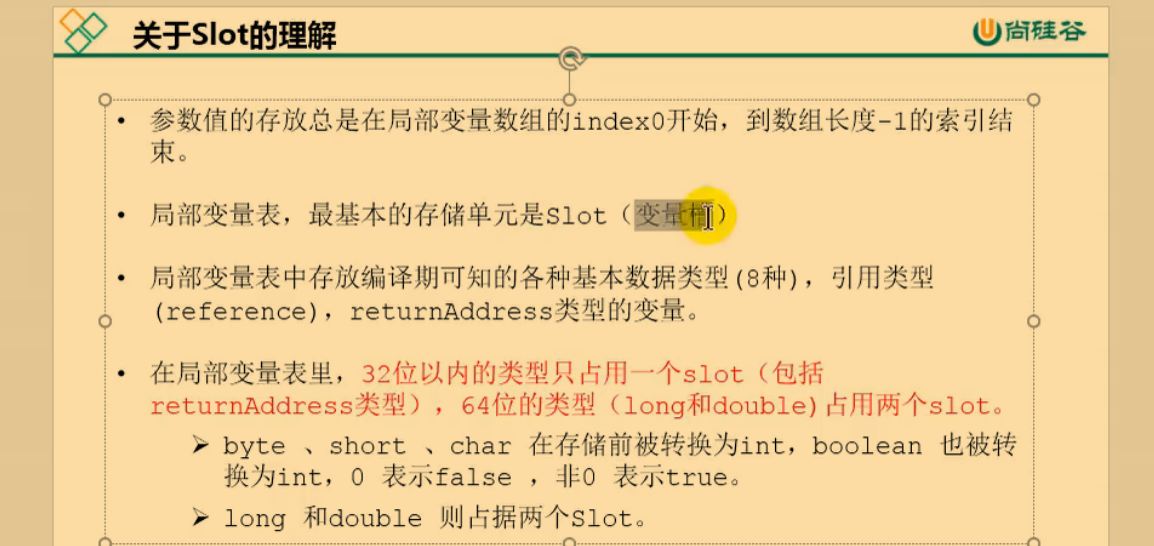 关于Slot的理解
尚硅谷
• 参数值的存放总是在局部变量数组的index0开始，到数组长度-1的索引结
束。
• 局部变量表，最基本的存储单元是Slot（变量槽）
• 局部变量表中存放编译期可知的各种基本数据类型(8种)，引用类型
(reference)，returnAddress类型的变量。
• 在局部变量表里，32位以内的类型只占用一个slot（包括
returnAddress类型），64位的类型（long和double)占用两个slot。
➢ byte 、short 、char 在存储前被转换为int，boolean 也被转
换为int，0 表示false ，非0 表示true。
➢ long 和double 则占据两个Slot。